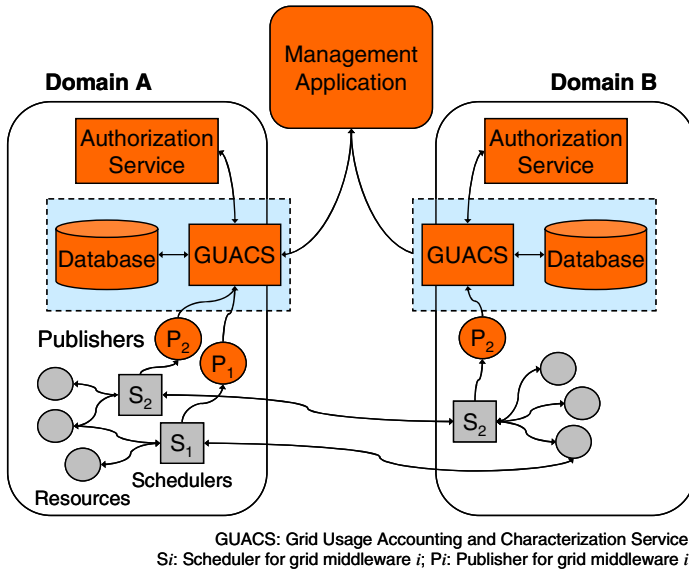 Management
Application
Domain A
Domain B
Authorization
Service
Authorization
Service
Database
GUACS
GUACS
Database
Publishers
P2
P1
P2
S2
S2
S1
Resources
Schedulers
GUACS: Grid Usage Accounting and Characterization Service
Si: Scheduler for grid middleware i; Pi: Publisher for grid middleware i